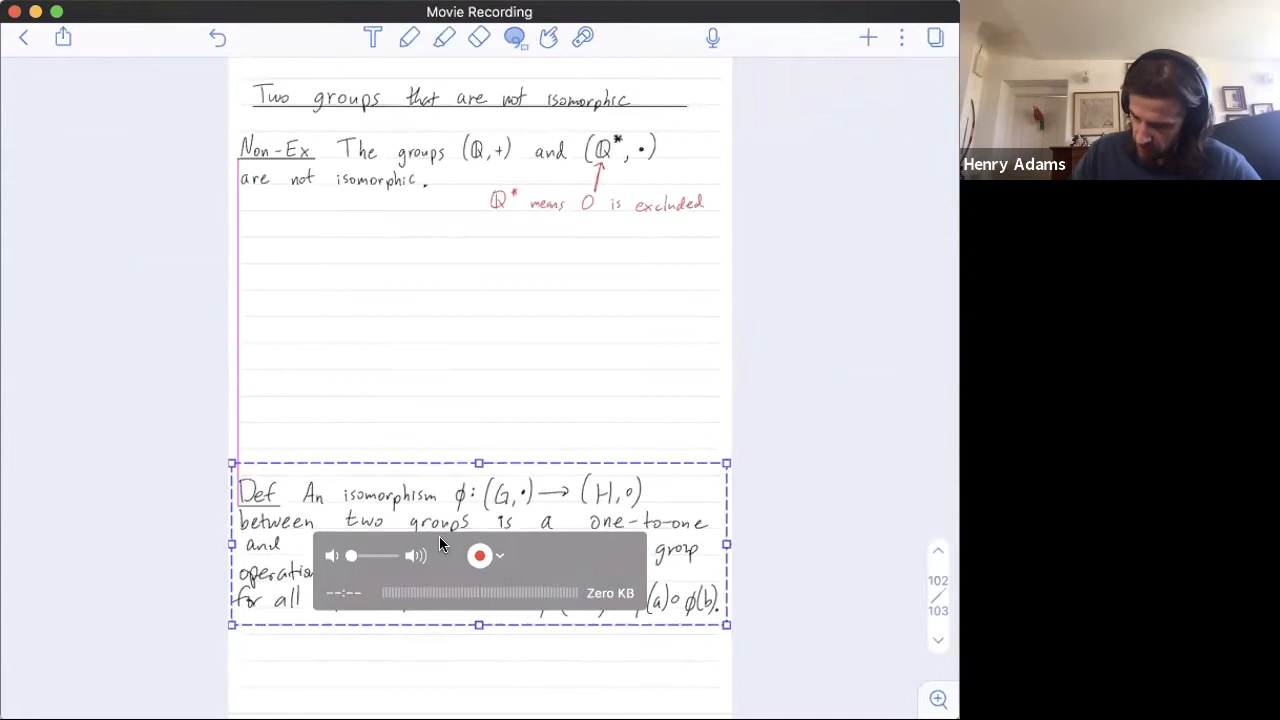 Movie Recording
Two groups that are not isomorphic
Non-Ex The groups (ℚ, +) and (ℚ*, •)
are not isomorphic.
ℚ* means 0 is excluded
Henry Adams
Def An isomorphism ϕ: (G, •) → (H, ∘)
between two groups is a one-to-one
and group
operatio
for all (a)∘ϕ(b).
--:-- Zero KB
102
103